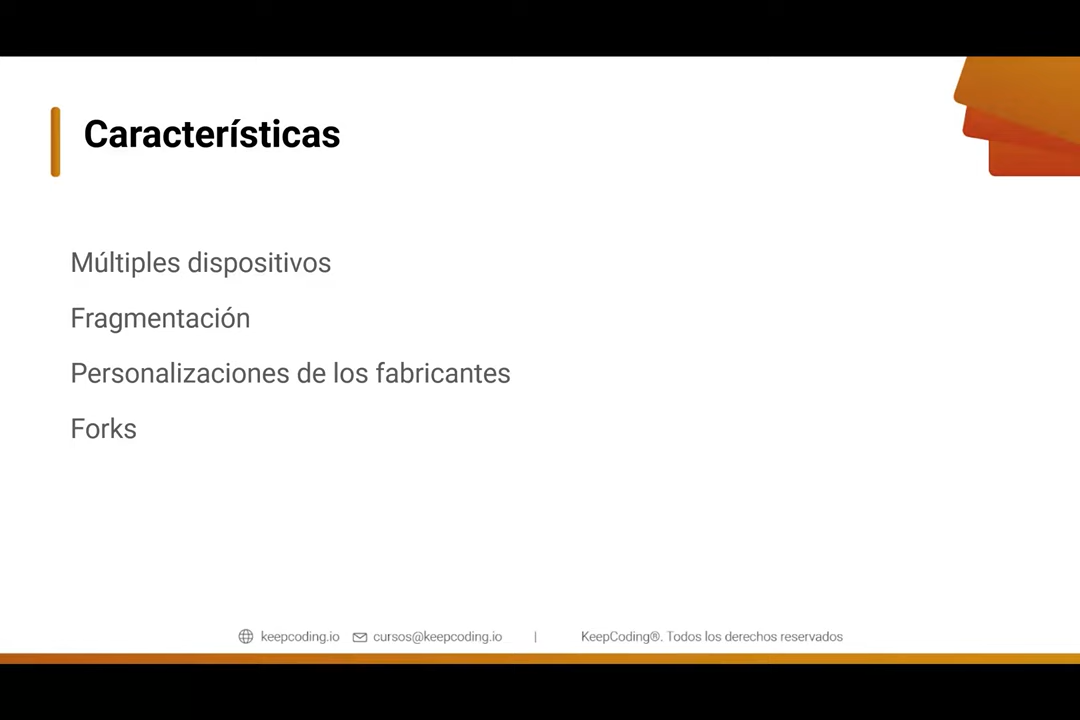 Características
Múltiples dispositivos
Fragmentación
Personalizaciones de los fabricantes
Forks
keepcoding.io cursos@keepcoding.io | KeepCoding®. Todos los derechos reservados